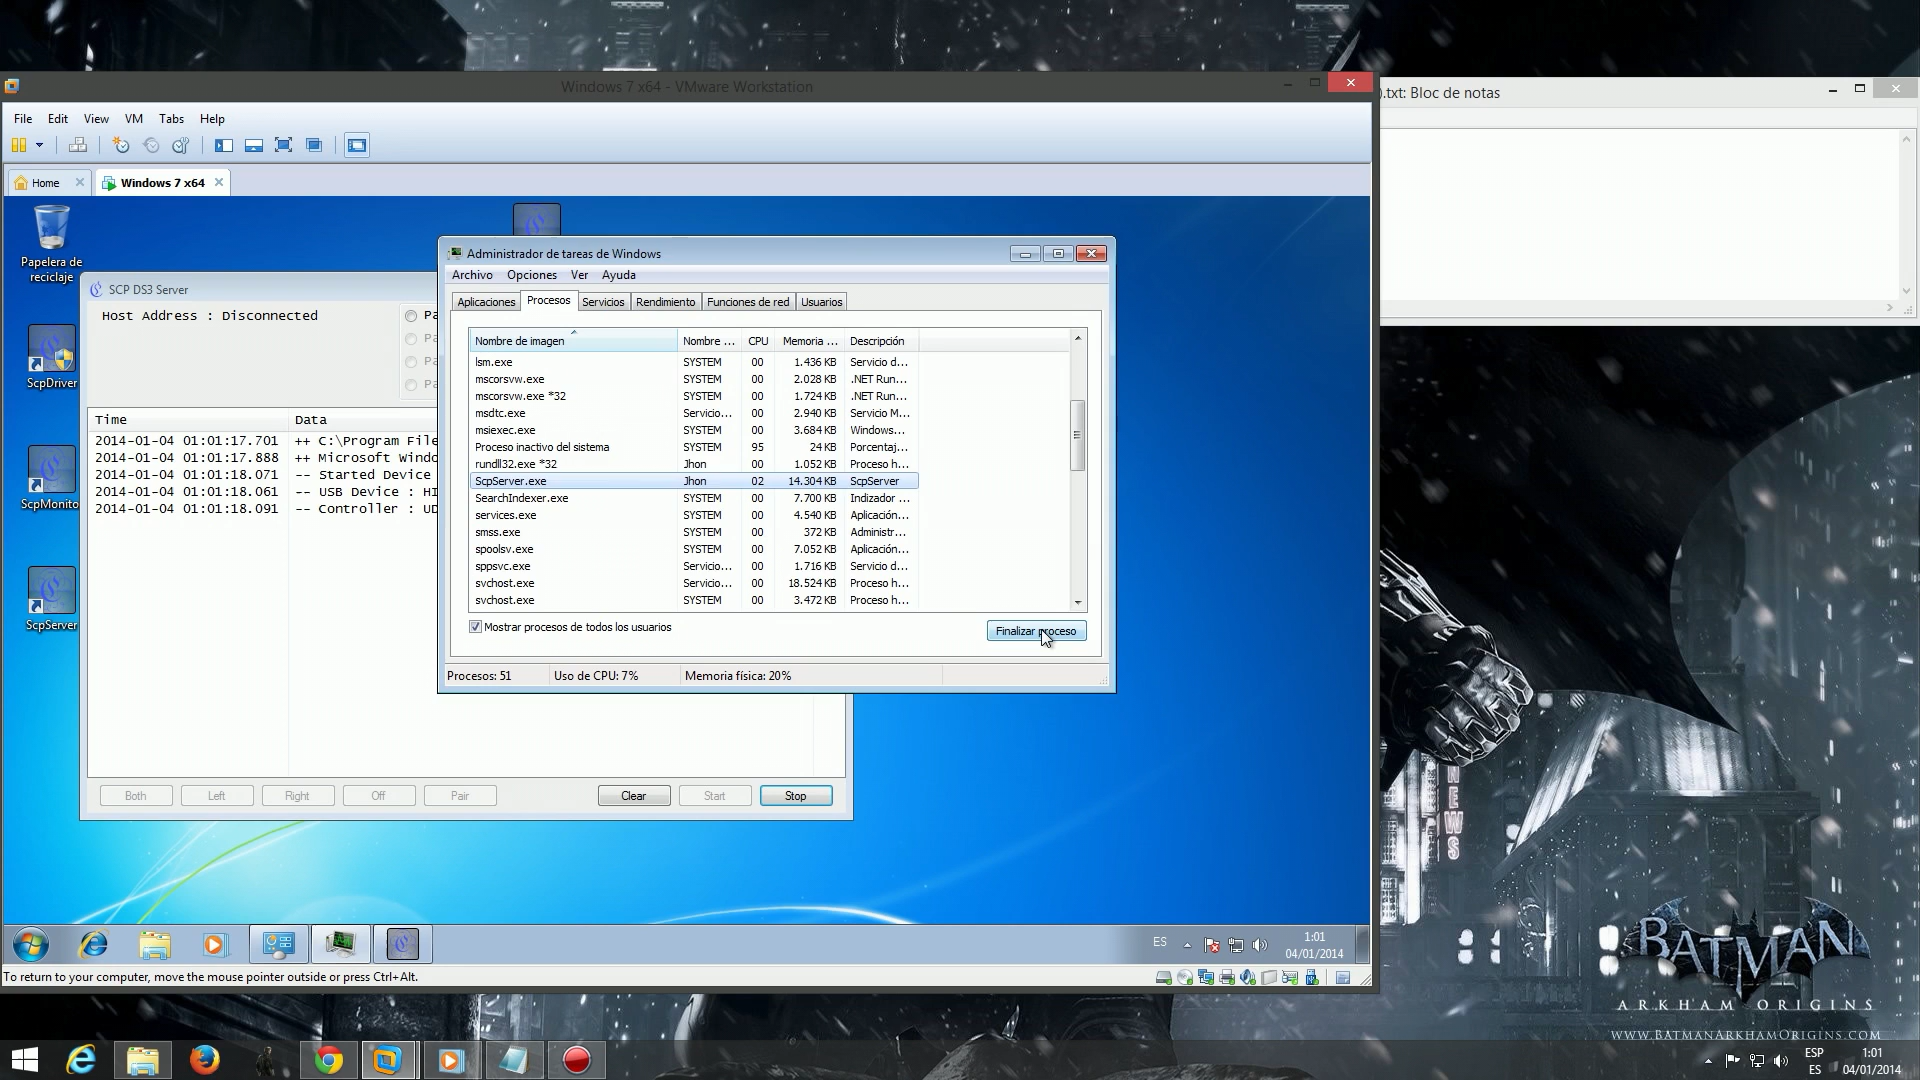 Windows 7 x64 - VMware Workstation
).txt: Bloc de notas
File Edit View VM Tabs Help
Home
Windows 7 x64
Papelera de
reciclaje
ScpDriver
ScpMonito
ScpServer
SCP DS3 Server
Host Address : Disconnected
Time Data
2014-01-04 01:01:17.701 ++ C:\Program File
2014-01-04 01:01:17.888 ++ Microsoft Windo
2014-01-04 01:01:18.071 -- Started Device
2014-01-04 01:01:18.061 -- USB Device : HI
2014-01-04 01:01:18.091 -- Controller : UD
Both Left Right Off Pair Clear Start Stop
Administrador de tareas de Windows
Archivo Opciones Ver Ayuda
Aplicaciones Procesos Servicios Rendimiento Funciones de red Usuarios
Nombre de imagen Nombre ... CPU Memoria ... Descripción
lsm.exe SYSTEM 00 1.436 KB Servicio d...
mscorsvw.exe SYSTEM 00 2.028 KB .NET Run...
mscorsvw.exe *32 SYSTEM 00 1.724 KB .NET Run...
msdtc.exe Servicio... 00 2.940 KB Servicio M...
msiexec.exe SYSTEM 00 3.684 KB Windows...
Proceso inactivo del sistema SYSTEM 95 24 KB Porcentaj...
rundll32.exe *32 Jhon 00 1.052 KB Proceso h...
ScpServer.exe Jhon 02 14.304 KB ScpServer
SearchIndexer.exe SYSTEM 00 7.700 KB Indizador ...
services.exe SYSTEM 00 4.540 KB Aplicación...
smss.exe SYSTEM 00 372 KB Administr...
spoolsv.exe SYSTEM 00 7.052 KB Aplicación...
sppsvc.exe Servicio... 00 1.716 KB Servicio d...
svchost.exe Servicio... 00 18.524 KB Proceso h...
svchost.exe SYSTEM 00 3.472 KB Proceso h...
Mostrar procesos de todos los usuarios
Finalizar proceso
Procesos: 51 Uso de CPU: 7% Memoria física: 20%
ES
1:01
04/01/2014
To return to your computer, move the mouse pointer outside or press Ctrl+Alt.
NEWS
BATMAN
ARKHAM ORIGINS
WWW.BATMANARKHAMORIGINS.COM
ESP
ES
1:01
04/01/2014